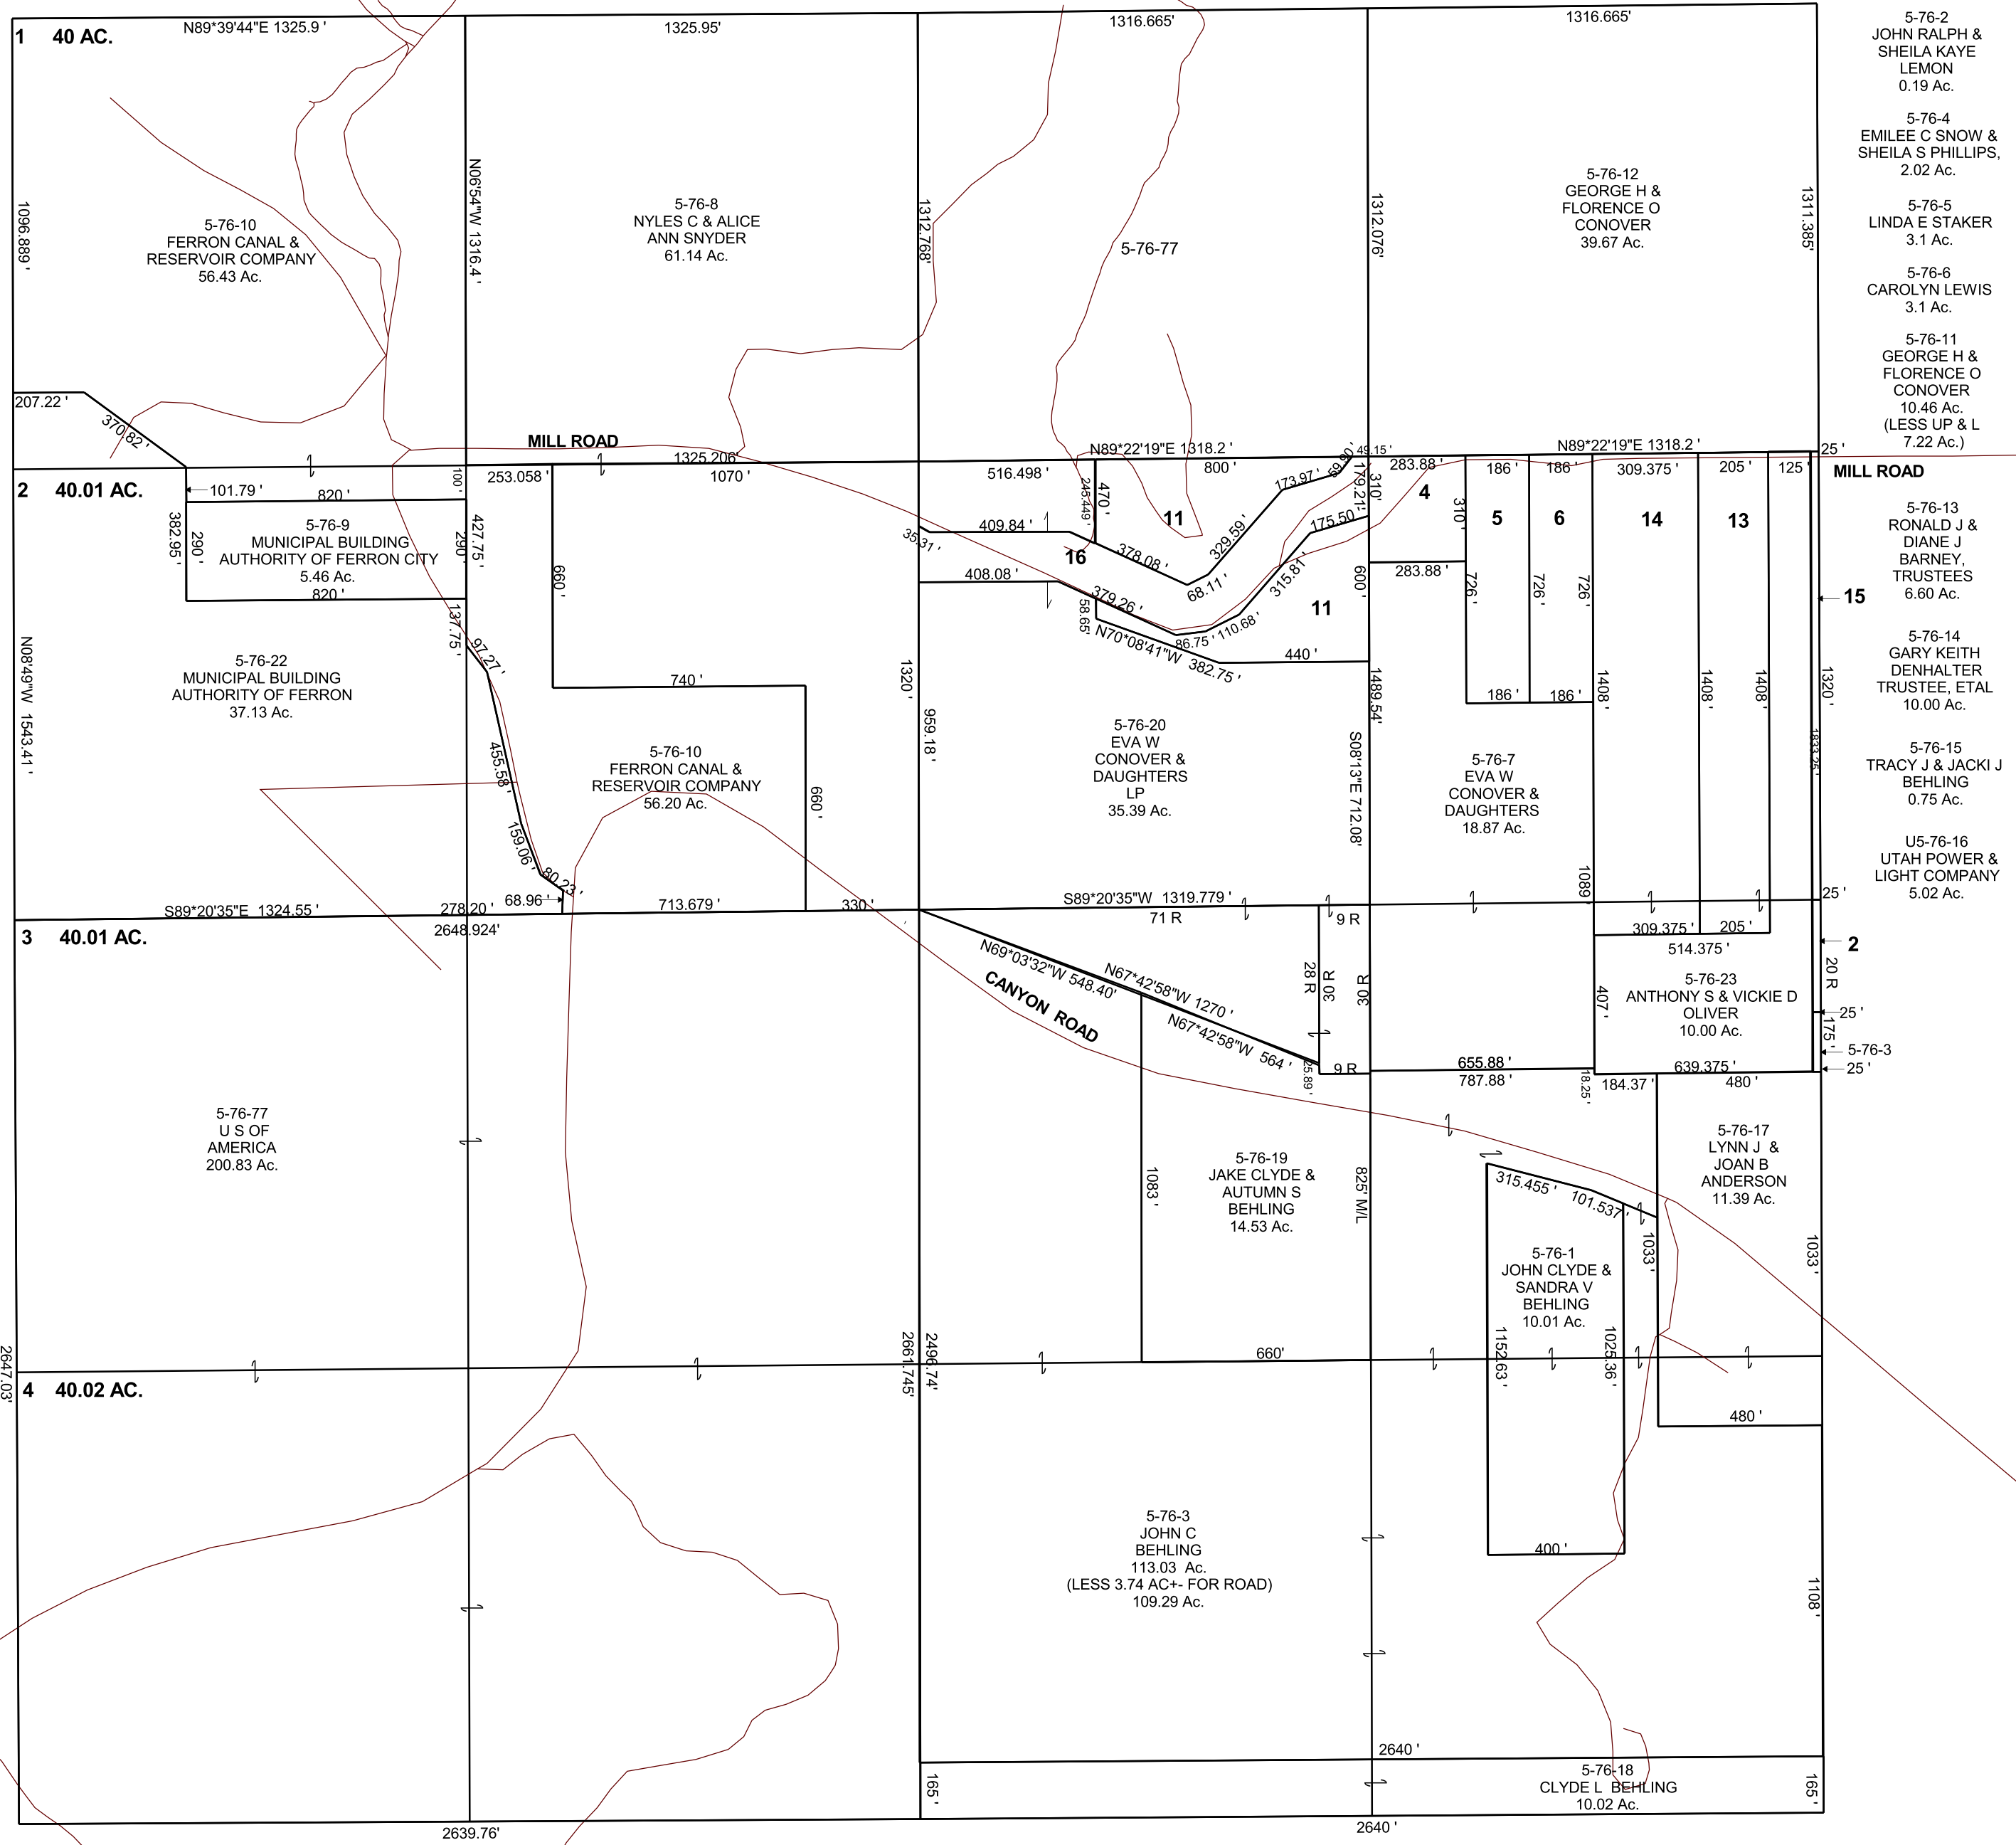 1 40 AC.
N89*39'44"E 1325.9 '
1325.95'
1316.665'
1316.665'
1096.889 '
N06'54"W 1316.4 '
1312.768'
1312.076'
1311.385'
5-76-10
FERRON CANAL &
RESERVOIR COMPANY
56.43 Ac.
5-76-8
NYLES C & ALICE
ANN SNYDER
61.14 Ac.
5-76-77
5-76-12
GEORGE H &
FLORENCE O
CONOVER
39.67 Ac.
207.22 '
370.82 '
MILL ROAD
1325.206'
N89*22'19"E 1318.2 '
49.15 '
N89*22'19"E 1318.2 '
25 '
MILL ROAD
2 40.01 AC.
101.79 '
820 '
100'
253.058 '
1070 '
516.498 '
800 '
173.97'
69.90 '
179.21'
310'
283.88 '
186 '
186 '
309.375 '
205 '
125'
382.95 '
290 '
5-76-9
MUNICIPAL BUILDING
AUTHORITY OF FERRON CITY
5.46 Ac.
820 '
427.75 '
290'
660 '
35.31'
409.84 '
245.449'
470 '
11
16
378.08 '
329.59'
68.11'
175.50 '
315.81'
408.08 '
379.26 '
58.65'
86.75 '
110.68 '
11
600 '
N70*08'41"W 382.75 '
440 '
4
310 '
283.88 '
5
6
14
13
15
726 '
726 '
726 '
186 '
186 '
1408 '
1408 '
1408 '
1320 '
1833.25'
N08'49"W 1543.41 '
5-76-22
MUNICIPAL BUILDING
AUTHORITY OF FERRON
37.13 Ac.
137.75 '
97.27 '
455.58 '
159.06 '
80.23 '
68.96 '
740 '
660 '
5-76-10
FERRON CANAL &
RESERVOIR COMPANY
56.20 Ac.
1320 '
959.18 '
5-76-20
EVA W
CONOVER &
DAUGHTERS
LP
35.39 Ac.
1489.54'
S08'13"E 712.08'
5-76-7
EVA W
CONOVER &
DAUGHTERS
18.87 Ac.
1089 '
S89*20'35"E 1324.55 '
278.20 '
713.679 '
330 '
S89*20'35"W 1319.779 '
25 '
3 40.01 AC.
2648.924'
71 R
9 R
28 R
30 R
30 R
9 R
N69*03'32"W 548.40'
N67*42'58"W 1270 '
N67*42'58"W 564 '
25.89 '
CANYON ROAD
309.375 '
205 '
514.375 '
407 '
5-76-23
ANTHONY S & VICKIE D
OLIVER
10.00 Ac.
2
20 R
25 '
175 '
5-76-3
25 '
655.88 '
787.88 '
18.25 '
184.37 '
639.375 '
480 '
5-76-77
U S OF
AMERICA
200.83 Ac.
1083 '
5-76-19
JAKE CLYDE &
AUTUMN S
BEHLING
14.53 Ac.
825' M/L
315.455 '
101.537 '
5-76-17
LYNN J &
JOAN B
ANDERSON
11.39 Ac.
5-76-1
JOHN CLYDE &
SANDRA V
BEHLING
10.01 Ac.
1033 '
1033 '
1152.63 '
1025.36 '
660'
480 '
400 '
2647.03'
4 40.02 AC.
2661.745'
2496.74'
5-76-3
JOHN C
BEHLING
113.03 Ac.
(LESS 3.74 AC+- FOR ROAD)
109.29 Ac.
1108 '
2640 '
165 '
5-76-18
CLYDE L BEHLING
10.02 Ac.
165 '
2639.76'
2640 '
5-76-2
JOHN RALPH &
SHEILA KAYE
LEMON
0.19 Ac.
5-76-4
EMILEE C SNOW &
SHEILA S PHILLIPS,
2.02 Ac.
5-76-5
LINDA E STAKER
3.1 Ac.
5-76-6
CAROLYN LEWIS
3.1 Ac.
5-76-11
GEORGE H &
FLORENCE O
CONOVER
10.46 Ac.
(LESS UP & L
7.22 Ac.)
5-76-13
RONALD J &
DIANE J
BARNEY,
TRUSTEES
6.60 Ac.
5-76-14
GARY KEITH
DENHALTER
TRUSTEE, ETAL
10.00 Ac.
5-76-15
TRACY J & JACKI J
BEHLING
0.75 Ac.
U5-76-16
UTAH POWER &
LIGHT COMPANY
5.02 Ac.